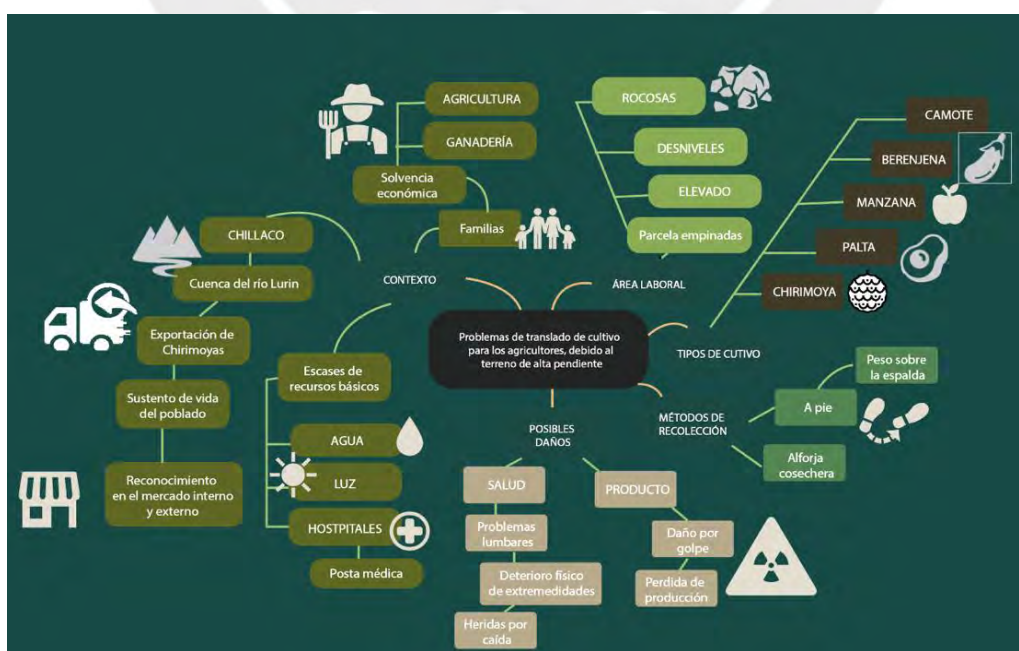 AGRICULTURA
GANADERÍA
Solvencia
económica
Familias
CHILLACO
Cuenca del río Lurin
CONTEXTO
Exportación de
Chirimoyas
Sustento de vida
del poblado
Reconocimiento
en el mercado interno
y externo
Escases de
recursos básicos
AGUA
LUZ
HOSTPITALES
Posta médica
ROCOSAS
DESNIVELES
ELEVADO
Parcela empinadas
ÁREA LABORAL
CAMOTE
BERENJENA
MANZANA
PALTA
CHIRIMOYA
TIPOS DE CUTIVO
Problemas de translado de cultivo
para los agricultores, debido al
terreno de alta pendiente
Peso sobre
la espalda
A pie
MÉTODOS DE
RECOLECCIÓN
Alforja
cosechera
POSIBLES
DAÑOS
SALUD
Problemas
lumbares
Deterioro físico
de extremedidades
Heridas por
caída
PRODUCTO
Daño por
golpe
Perdida de
producción